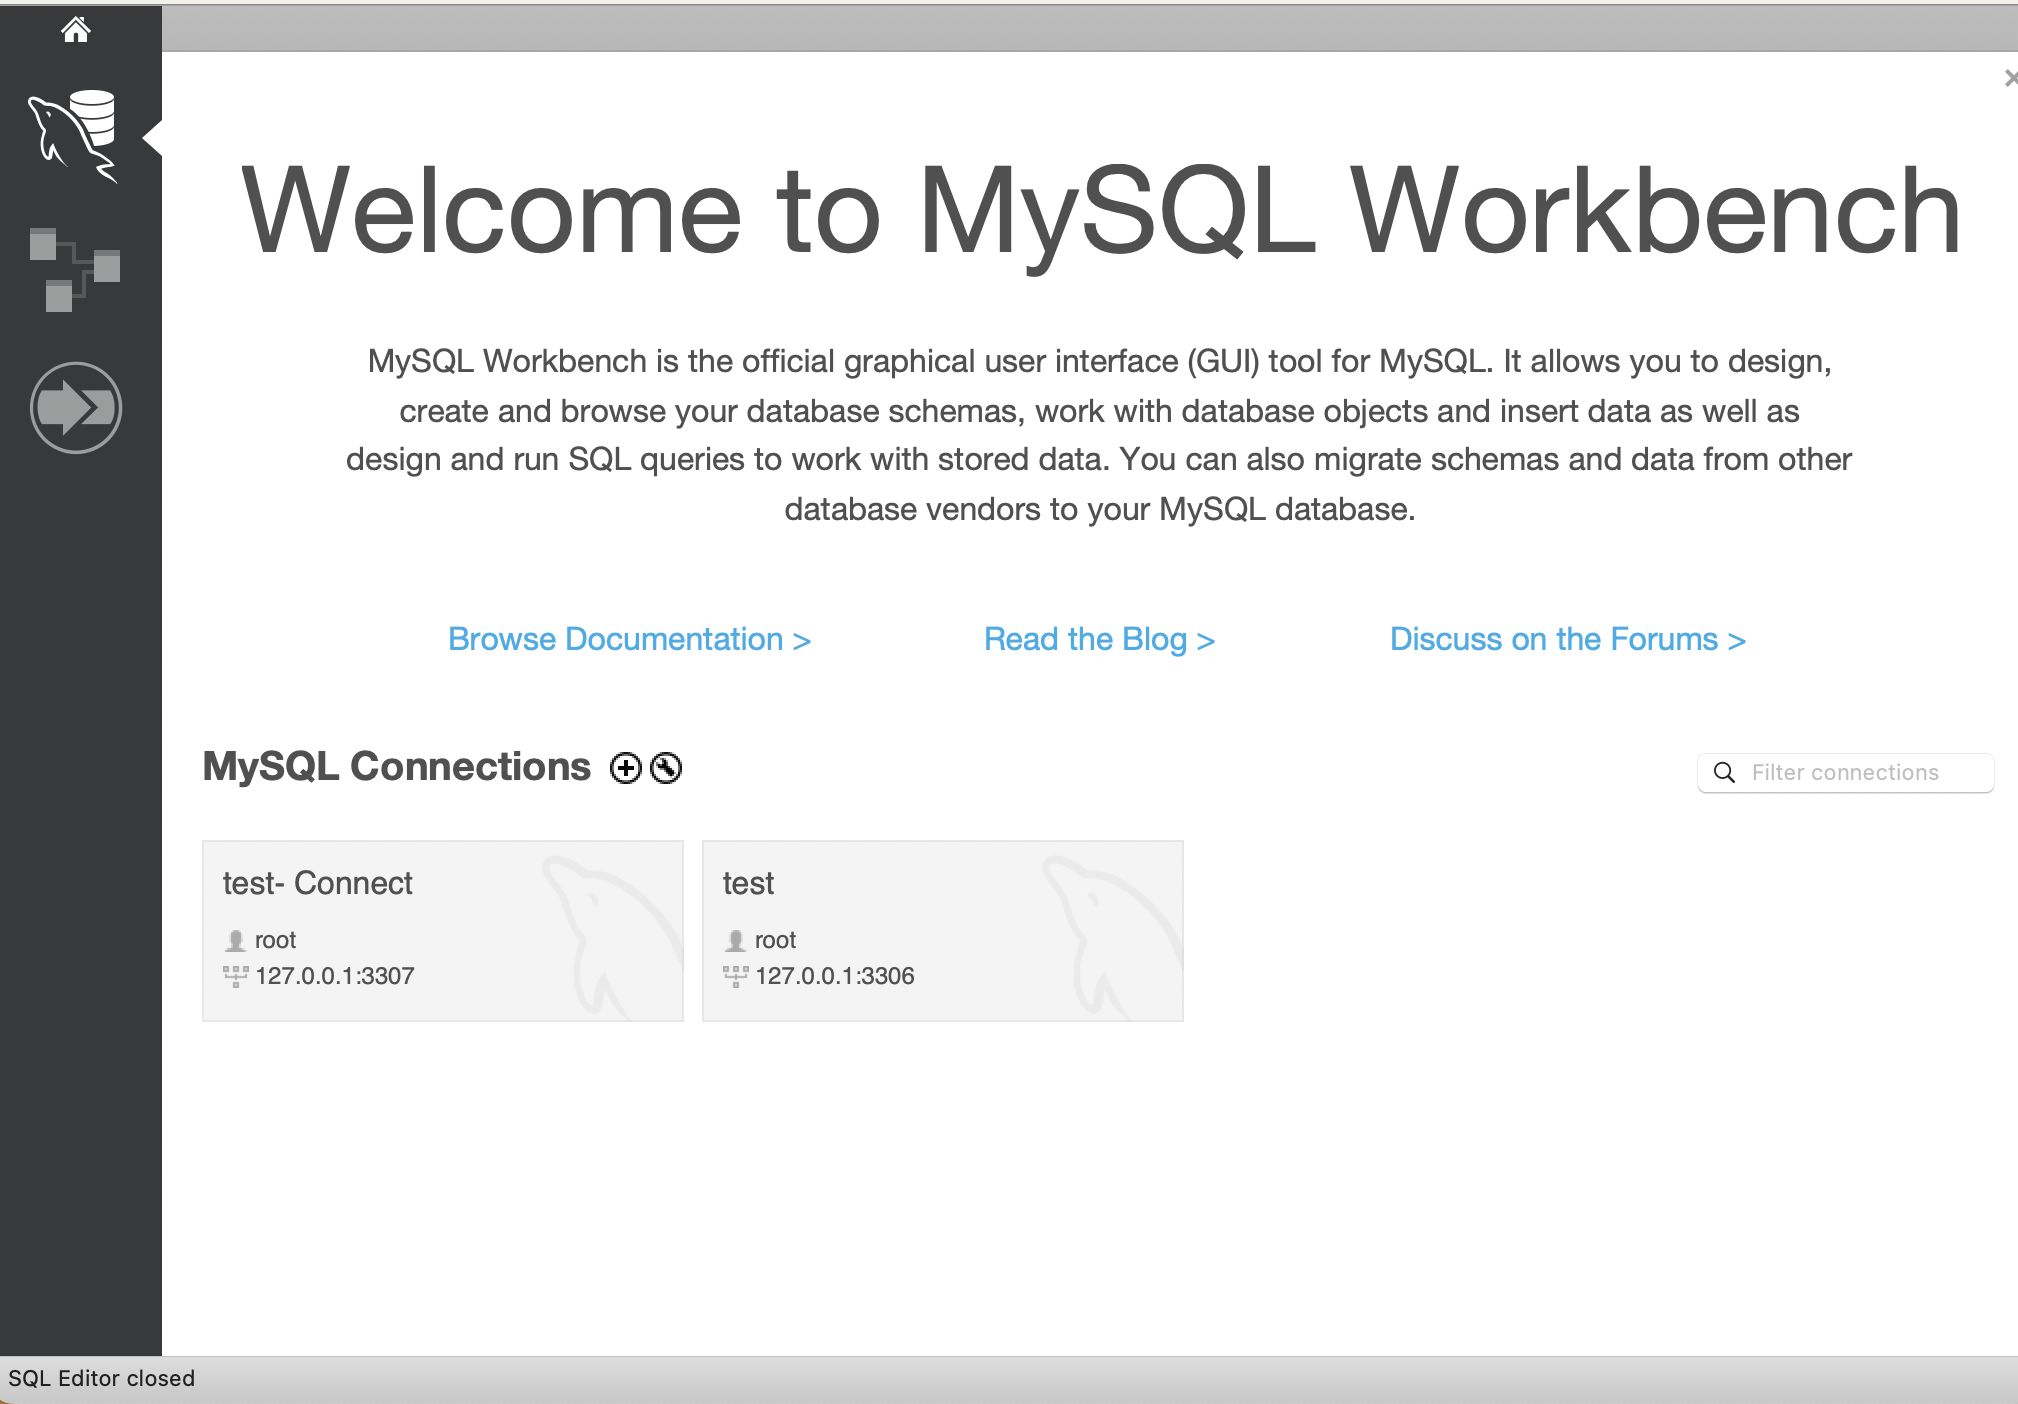 Welcome to MySQL Workbench
MySQL Workbench is the official graphical user interface (GUI) tool for MySQL. It allows you to design,
create and browse your database schemas, work with database objects and insert data as well as
design and run SQL queries to work with stored data. You can also migrate schemas and data from other
database vendors to your MySQL database.
Browse Documentation > Read the Blog > Discuss on the Forums >
MySQL Connections
Filter connections
test- Connect
root
127.0.0.1:3307
test
root
127.0.0.1:3306
SQL Editor closed